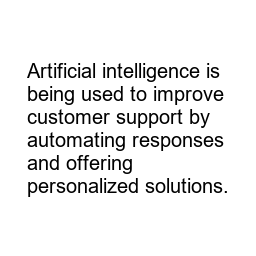 Artificial intelligence is
being used to improve
customer support by
automating responses
and offering
personalized solutions.